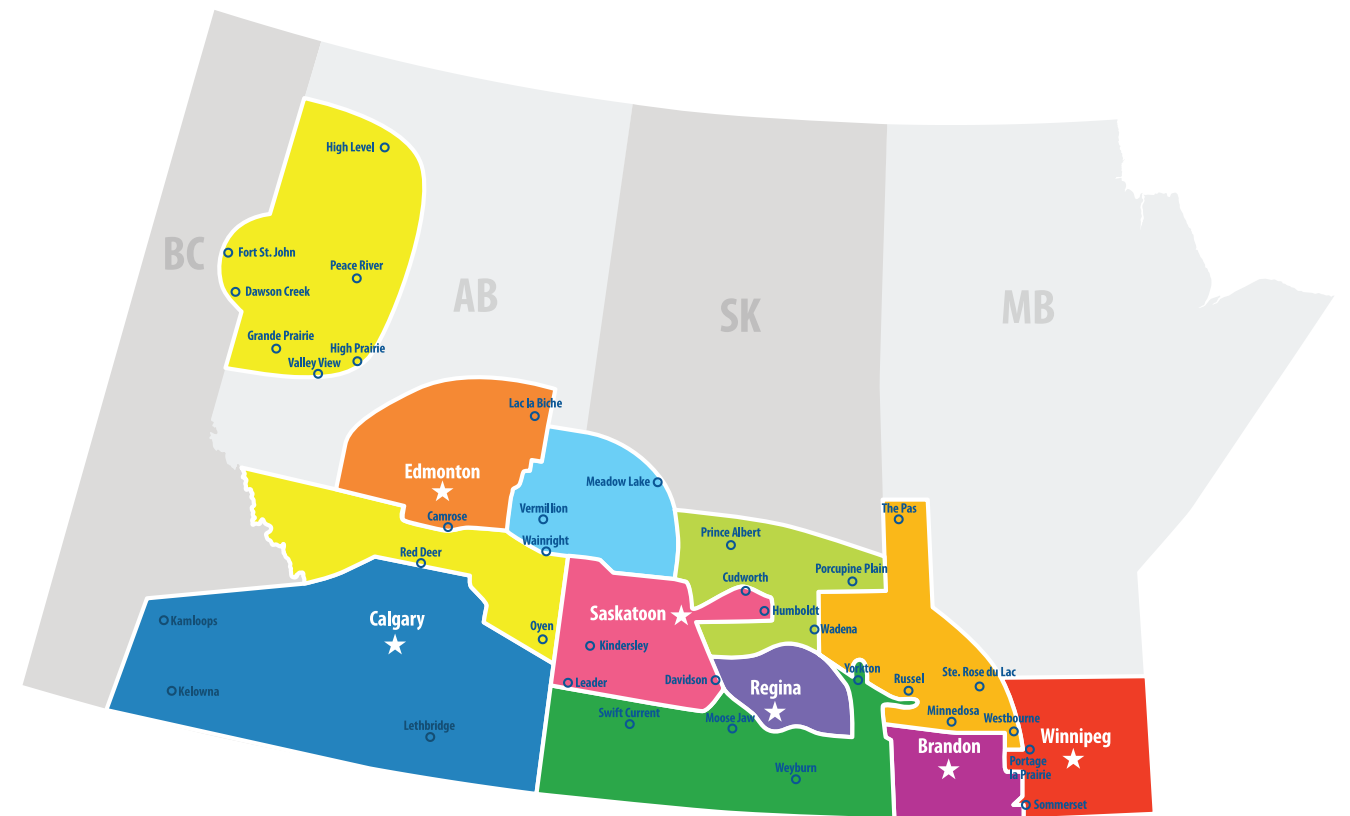 High Level
BC
Fort St. John
Peace River
Dawson Creek
AB
SK
MB
Grande Prairie
High Prairie
Valley View
Lac la Biche
Edmonton
Meadow Lake
Vermillion
The Pas
Camrose
Wainright
Prince Albert
Red Deer
Porcupine Plain
Cudworth
Saskatoon
Humboldt
Kamloops
Calgary
Oyen
Wadena
Kindersley
Yorkton
Ste. Rose du Lac
Russel
Kelowna
Leader
Davidson
Regina
Swift Current
Moose Jaw
Minnedosa
Westbourne
Lethbridge
Brandon
Winnipeg
Weyburn
Portage
la Prairie
Sommerset